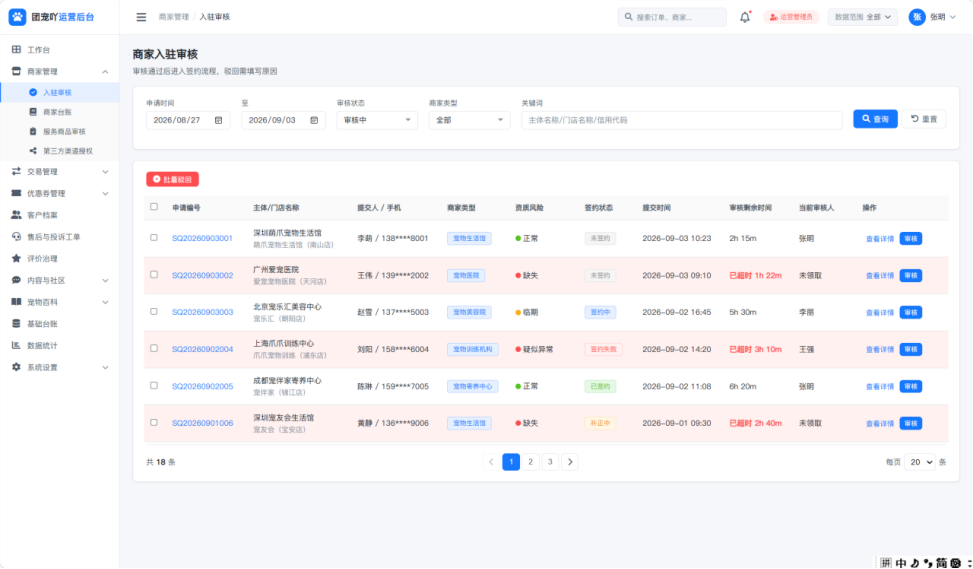 团宠吖运营后台
商家管理 / 入驻审核
搜索订单、商家...
运营管理员
数据范围 全部
张 张明
工作台
商家管理
入驻审核
商家台账
服务商品审核
第三方渠道授权
交易管理
优惠券管理
客户档案
售后与投诉工单
评价治理
内容与社区
宠物百科
基础台账
数据统计
系统设置
商家入驻审核
审核通过后进入签约流程，驳回需填写原因
申请时间 至 审核状态 商家类型 关键词
2026/08/27 2026/09/03 审核中 全部 主体名称/门店名称/信用代码 查询 重置
批量驳回
申请编号 主体/门店名称 提交人 / 手机 商家类型 资质风险 签约状态 提交时间 审核剩余时间 当前审核人 操作
SQ20260903001 深圳萌爪宠物生活馆 李萌 / 138****8001 宠物生活馆 正常 未签约 2026-09-03 10:23 2h 15m 张明 查看详情 审核
萌爪宠物生活馆（南山店）
SQ20260903002 广州爱宠医院 王伟 / 139****2002 宠物医院 缺失 未签约 2026-09-03 09:10 已超时 1h 22m 未领取 查看详情 审核
爱宠宠物医院（天河店）
SQ20260903003 北京宠乐汇美容中心 赵雪 / 137****5003 宠物美容院 临期 签约中 2026-09-02 16:45 5h 30m 李丽 查看详情 审核
宠乐汇（朝阳店）
SQ20260902004 上海爪爪训练中心 刘阳 / 158****6004 宠物训练机构 疑似异常 签约失败 2026-09-02 14:20 已超时 3h 10m 王强 查看详情 审核
爪爪宠物训练（浦东店）
SQ20260902005 成都宠伴家寄养中心 陈琳 / 159****7005 宠物寄养中心 正常 已签约 2026-09-02 11:08 6h 20m 张明 查看详情 审核
宠伴家（锦江店）
SQ20260901006 深圳宠友会生活馆 黄静 / 136****9006 宠物生活馆 缺失 补正中 2026-09-01 09:30 已超时 2h 40m 未领取 查看详情 审核
宠友会（宝安店）
共 18 条 1 2 3 每页 20 条
拼 中 简